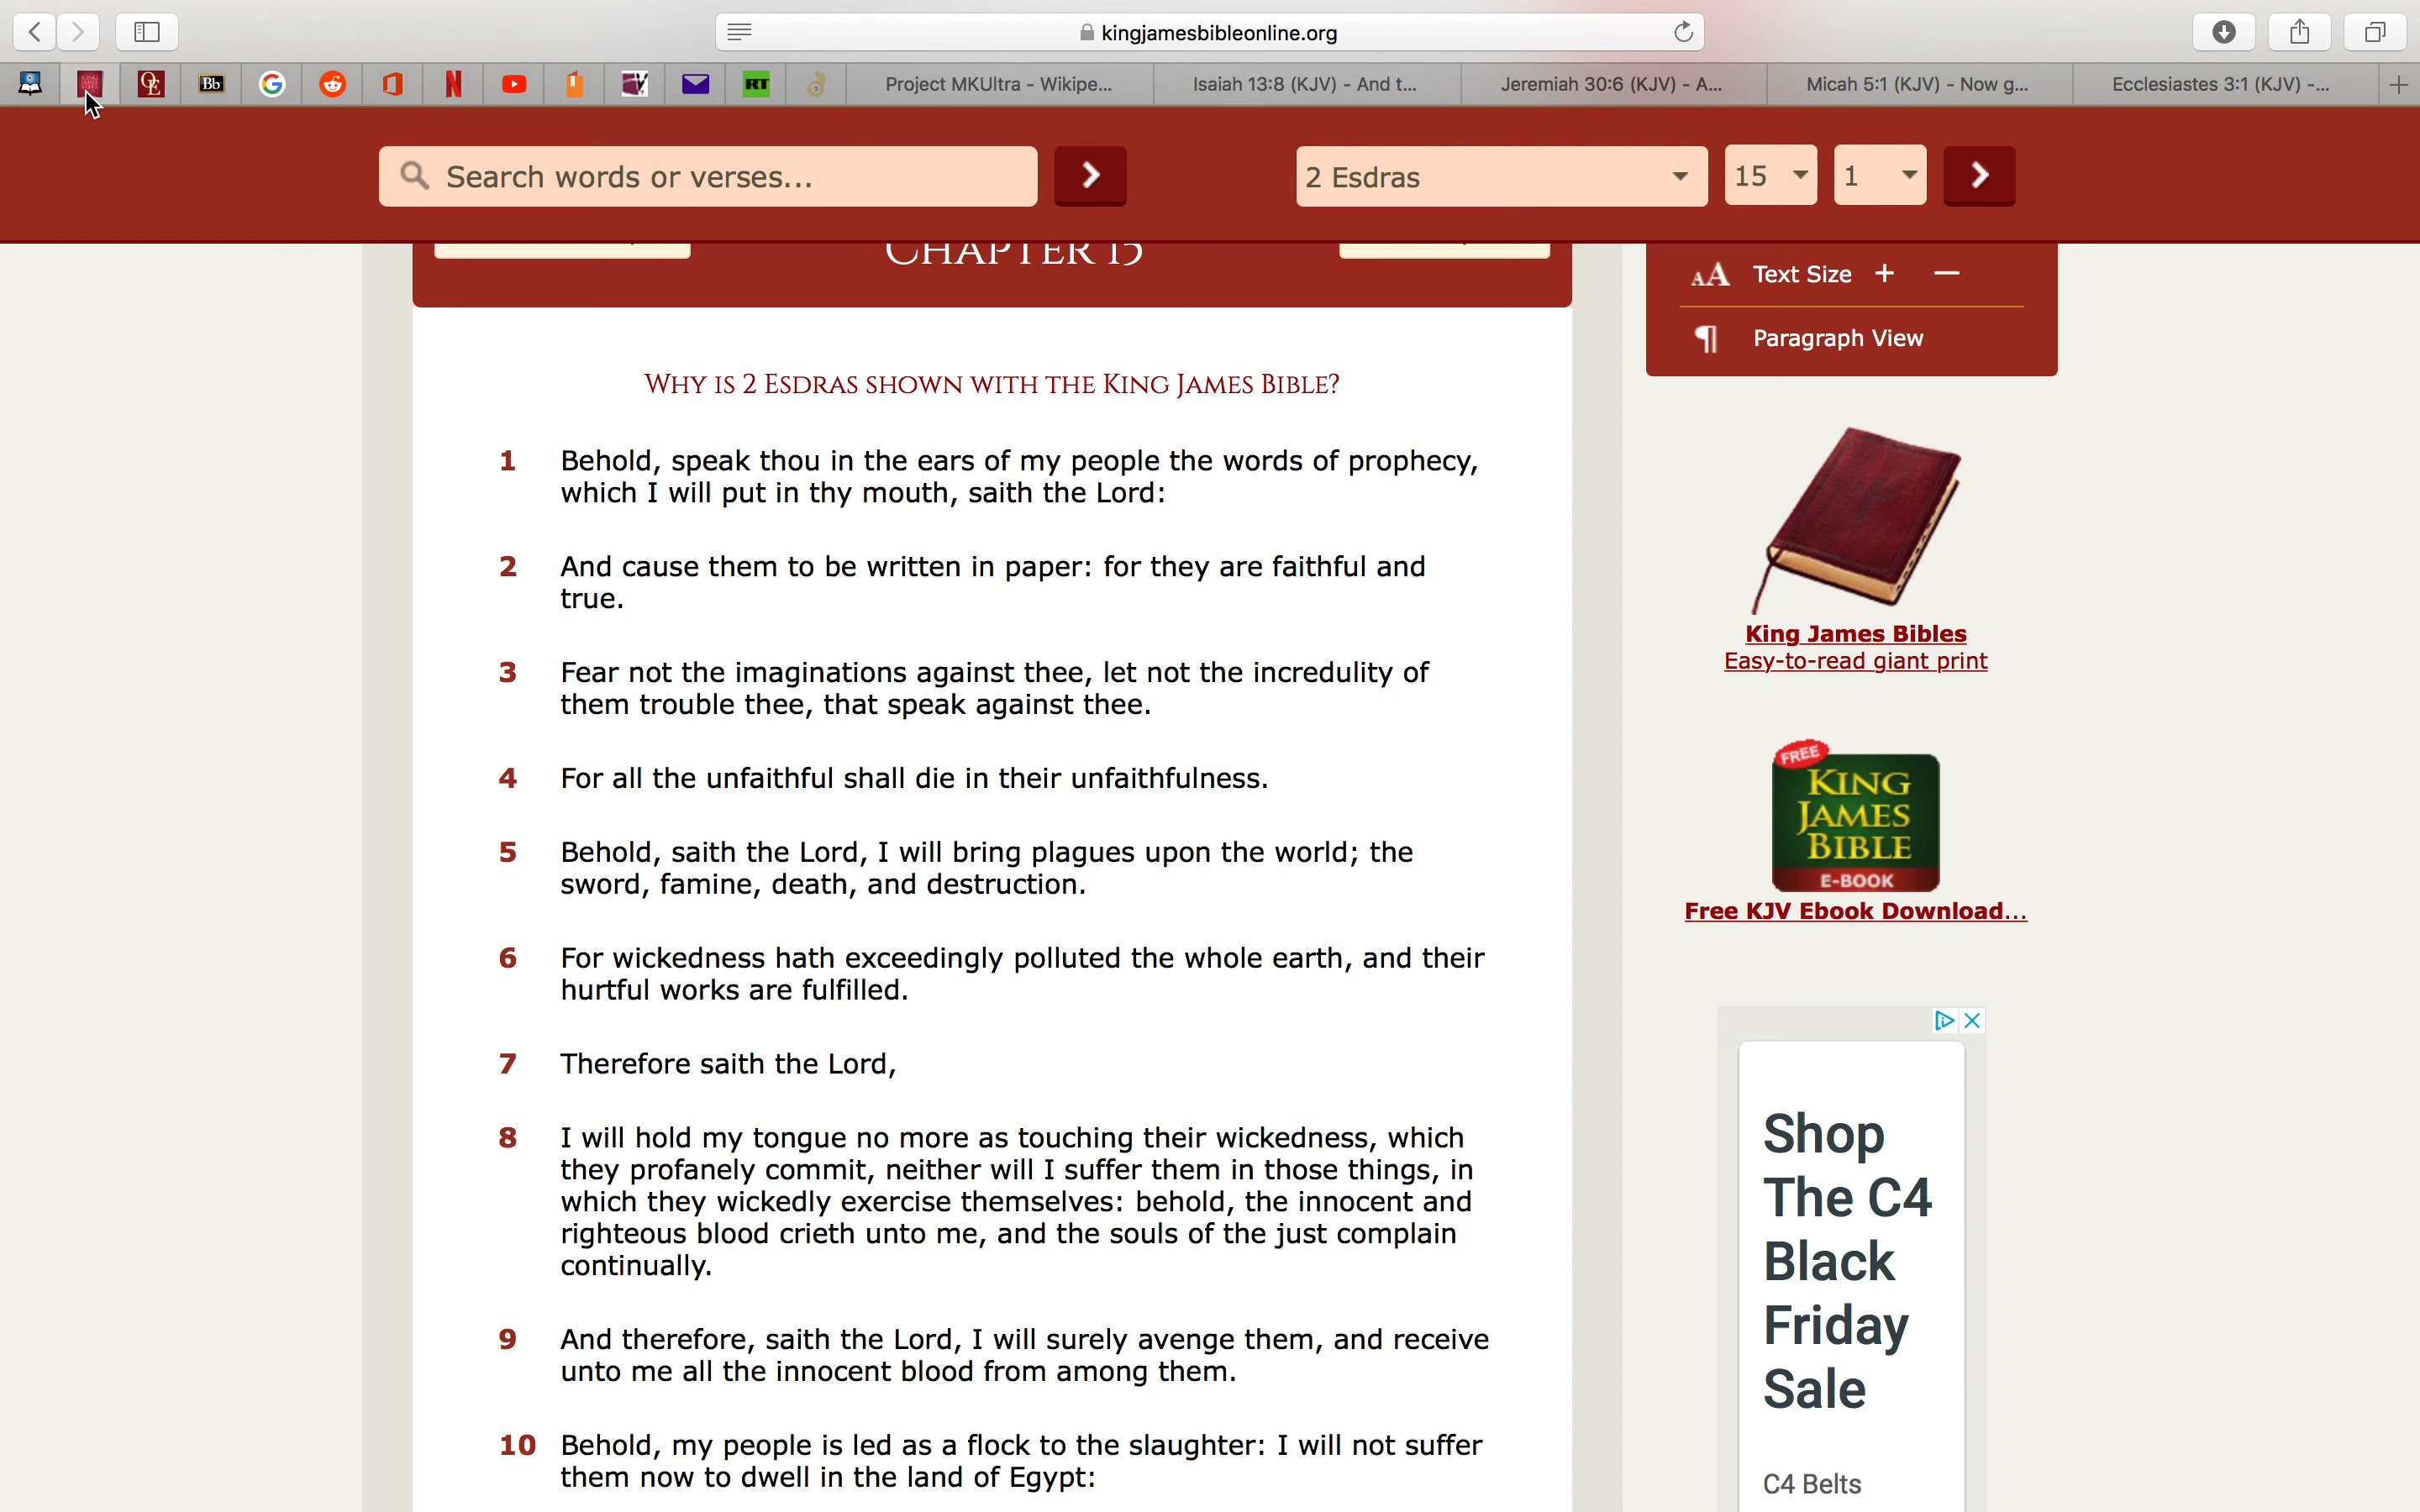 kingjamesbibleonline.org
KING JAMES BIBLE
OE
Bb
N
RT
Project MKUltra - Wikipe...
Isaiah 13:8 (KJV) - And t...
Jeremiah 30:6 (KJV) - A...
Micah 5:1 (KJV) - Now g...
Ecclesiastes 3:1 (KJV) -...
Search words or verses...
2 Esdras
15
1
CHAPTER 15
AA Text Size + −
¶ Paragraph View
WHY IS 2 ESDRAS SHOWN WITH THE KING JAMES BIBLE?
1 Behold, speak thou in the ears of my people the words of prophecy,
which I will put in thy mouth, saith the Lord:
2 And cause them to be written in paper: for they are faithful and
true.
3 Fear not the imaginations against thee, let not the incredulity of
them trouble thee, that speak against thee.
4 For all the unfaithful shall die in their unfaithfulness.
5 Behold, saith the Lord, I will bring plagues upon the world; the
sword, famine, death, and destruction.
6 For wickedness hath exceedingly polluted the whole earth, and their
hurtful works are fulfilled.
7 Therefore saith the Lord,
8 I will hold my tongue no more as touching their wickedness, which
they profanely commit, neither will I suffer them in those things, in
which they wickedly exercise themselves: behold, the innocent and
righteous blood crieth unto me, and the souls of the just complain
continually.
9 And therefore, saith the Lord, I will surely avenge them, and receive
unto me all the innocent blood from among them.
10 Behold, my people is led as a flock to the slaughter: I will not suffer
them now to dwell in the land of Egypt:
King James Bibles
Easy-to-read giant print
FREE
KING
JAMES
BIBLE
E-BOOK
Free KJV Ebook Download...
Shop
The C4
Black
Friday
Sale
C4 Belts